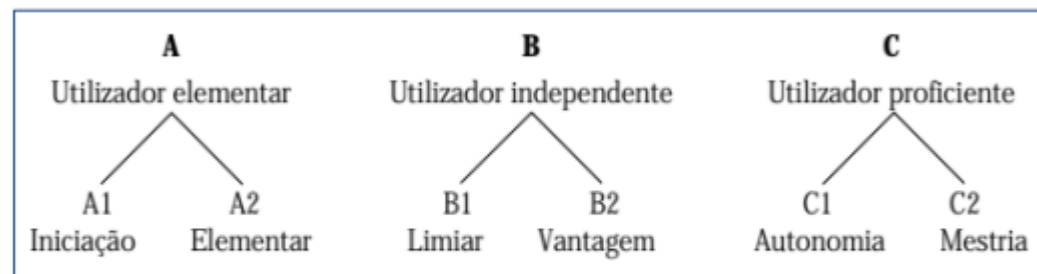 A B C
Utilizador elementar Utilizador independente Utilizador proficiente
A1 A2 B1 B2 C1 C2
Iniciação Elementar Limiar Vantagem Autonomia Mestria